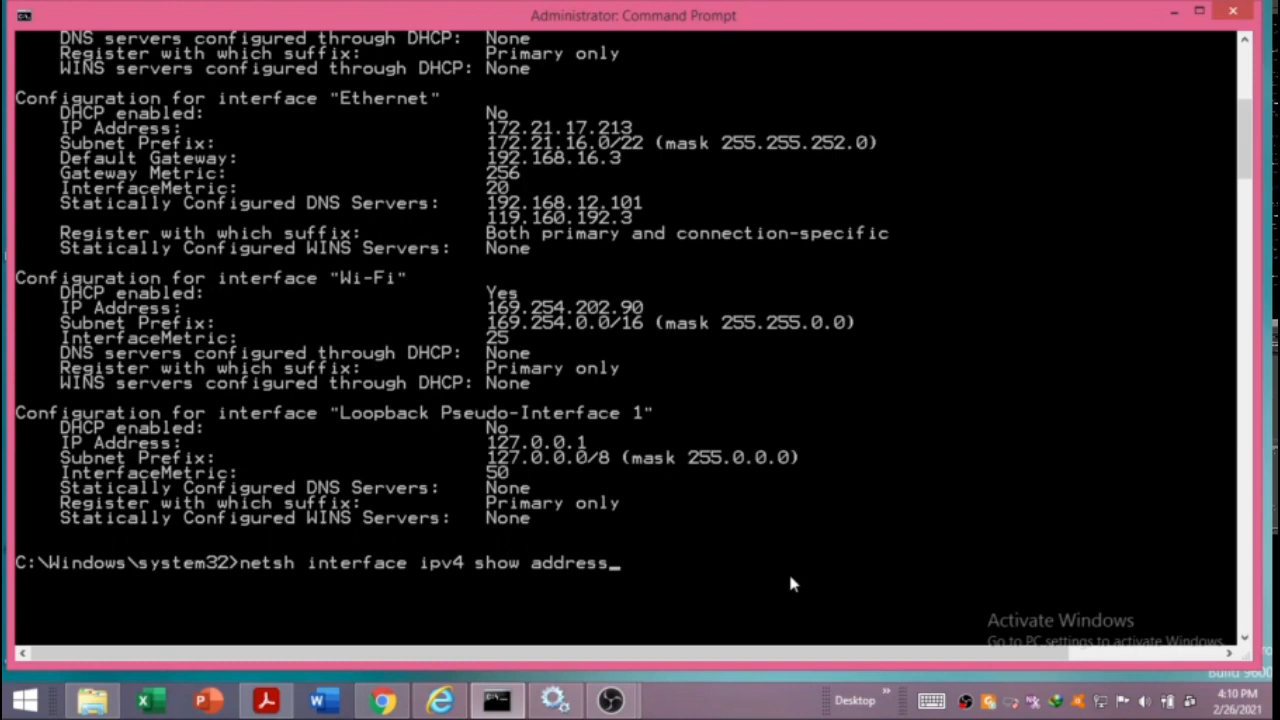 Administrator: Command Prompt
DNS servers configured through DHCP: None
Register with which suffix: Primary only
WINS servers configured through DHCP: None
Configuration for interface "Ethernet"
DHCP enabled: No
IP Address: 172.21.17.213
Subnet Prefix: 172.21.16.0/22 (mask 255.255.252.0)
Default Gateway: 192.168.16.3
Gateway Metric: 256
InterfaceMetric: 20
Statically Configured DNS Servers: 192.168.12.101
119.160.192.3
Register with which suffix: Both primary and connection-specific
Statically Configured WINS Servers: None
Configuration for interface "Wi-Fi"
DHCP enabled: Yes
IP Address: 169.254.202.90
Subnet Prefix: 169.254.0.0/16 (mask 255.255.0.0)
InterfaceMetric: 25
DNS servers configured through DHCP: None
Register with which suffix: Primary only
WINS servers configured through DHCP: None
Configuration for interface "Loopback Pseudo-Interface 1"
DHCP enabled: No
IP Address: 127.0.0.1
Subnet Prefix: 127.0.0.0/8 (mask 255.0.0.0)
InterfaceMetric: 50
Statically Configured DNS Servers: None
Register with which suffix: Primary only
Statically Configured WINS Servers: None
C:\Windows\system32>netsh interface ipv4 show address_
Activate Windows
Go to PC settings to activate Windows.
Build 9600
Desktop
4:10 PM
2/26/2021